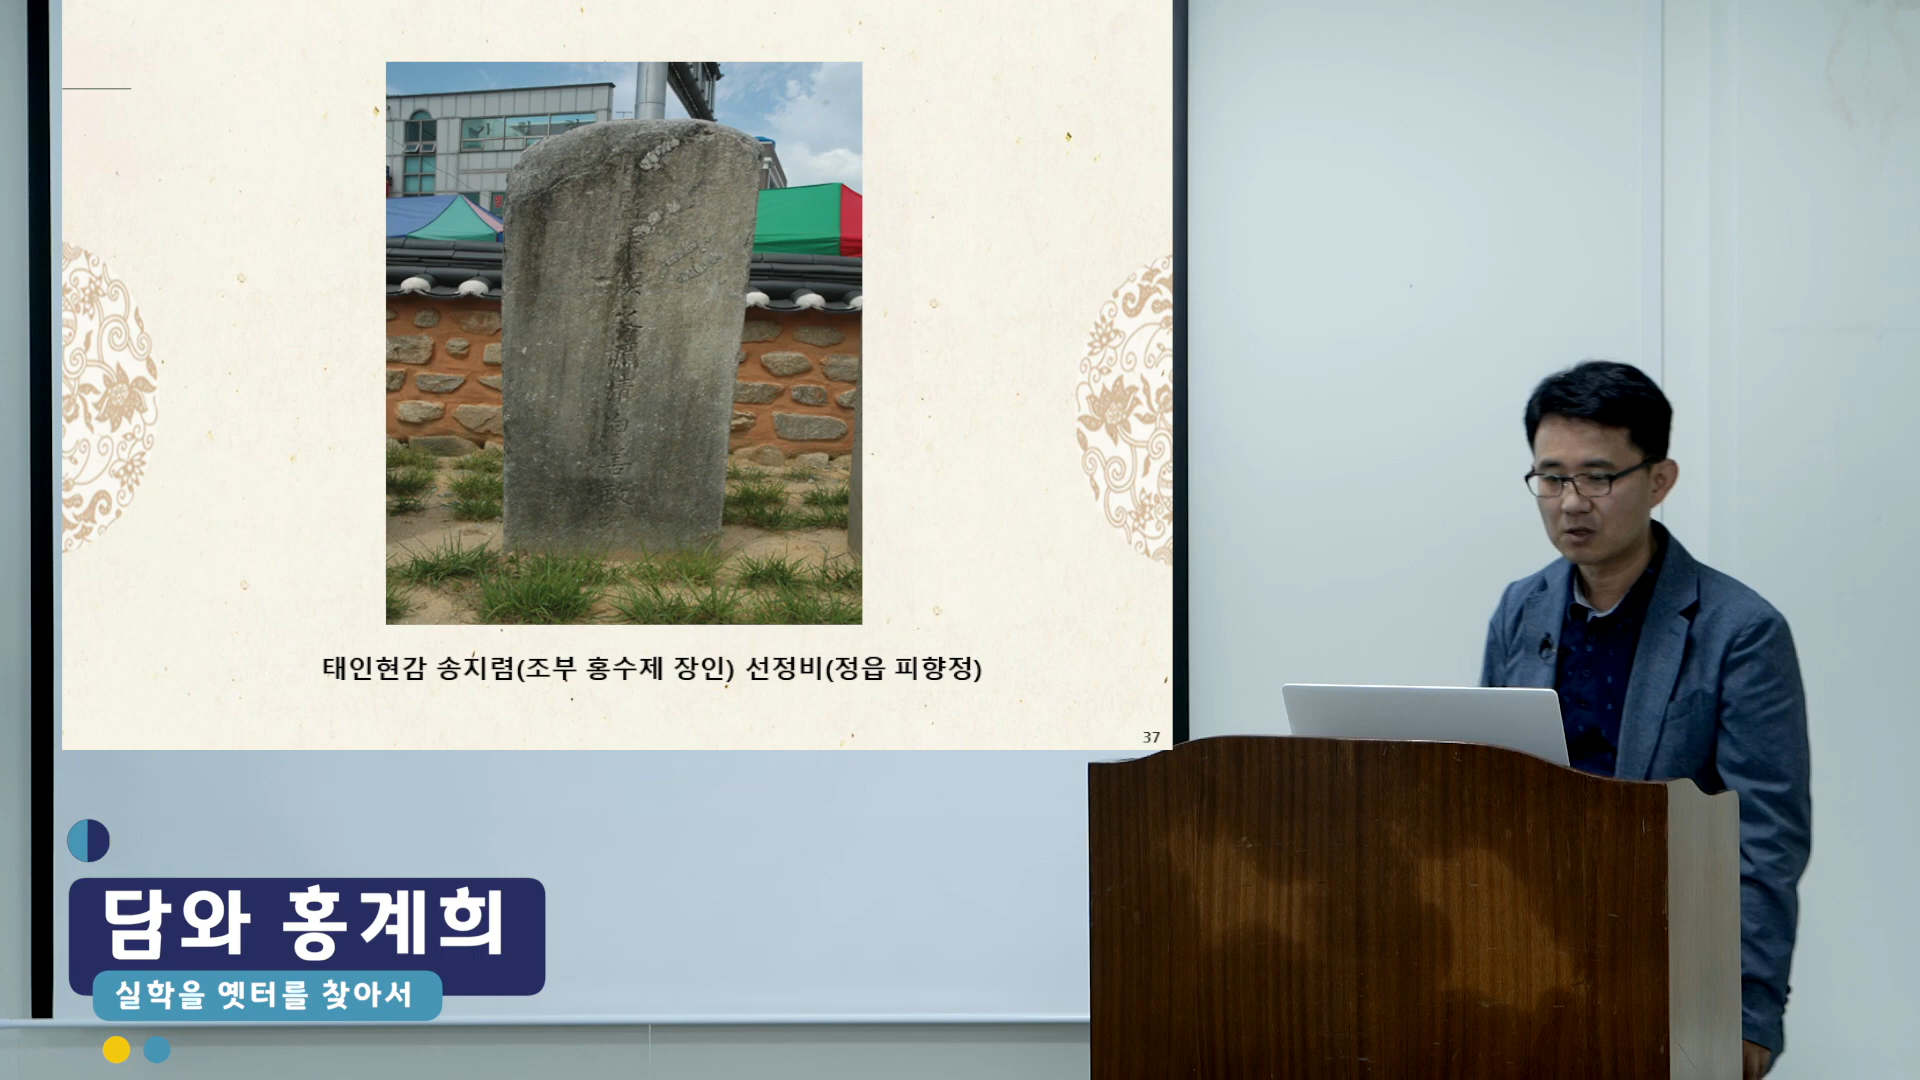 태인현감 송지렴(조부 홍수제 장인) 선정비(정읍 피향정)
37
담와 홍계희
실학을 옛터를 찾아서